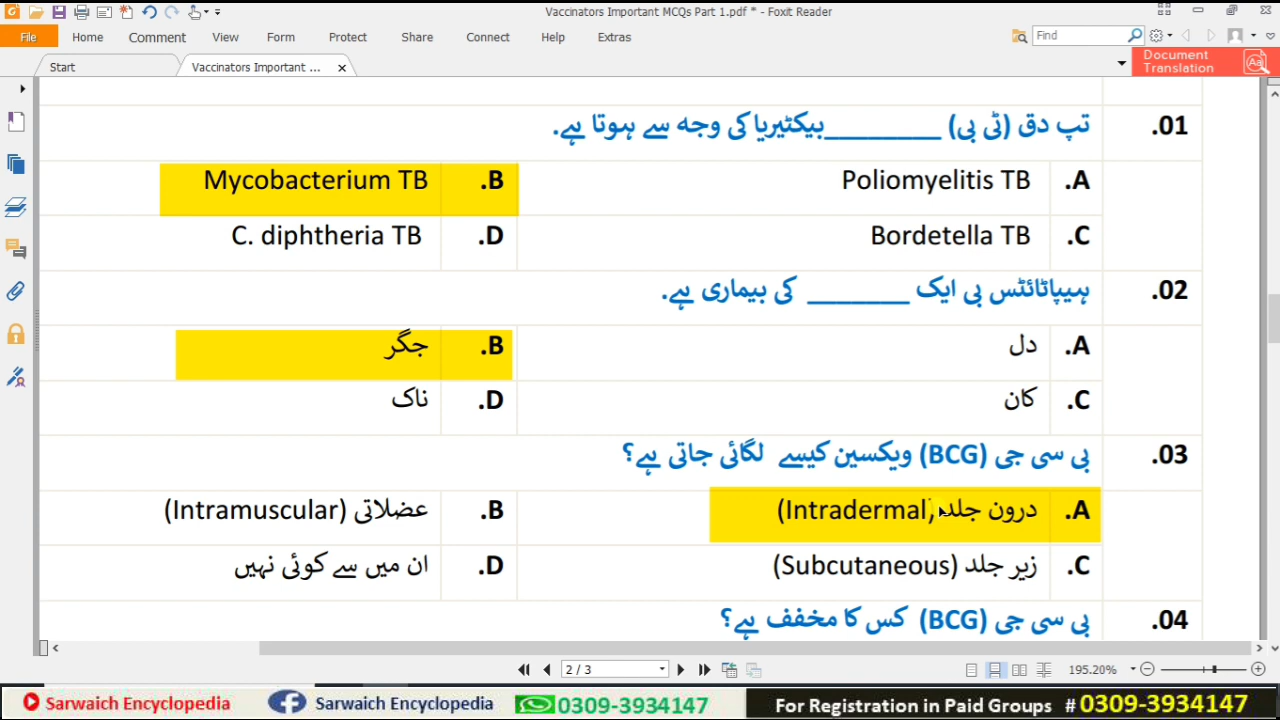 Vaccinators Important MCQs Part 1.pdf * - Foxit Reader
File Home Comment View Form Protect Share Connect Help Extras
Find
Start
Vaccinators Important ...
Document Translation
.01 تپ دق (ٹی بی) ________بیکٹیریا کی وجہ سے ہوتا ہے.
.A Poliomyelitis TB
.B Mycobacterium TB
.C Bordetella TB
.D C. diphtheria TB
.02 ہیپاٹائٹس بی ایک _______ کی بیماری ہے.
.A دل
.B جگر
.C کان
.D ناک
.03 بی سی جی (BCG) ویکسین کیسے لگائی جاتی ہے؟
.A درون جلد (Intradermal)
.B عضلاتی (Intramuscular)
.C زیر جلد (Subcutaneous)
.D ان میں سے کوئی نہیں
.04 بی سی جی (BCG) کس کا مخفف ہے؟
2 / 3
195.20%
Sarwaich Encyclopedia
Sarwaich Encyclopedia
0309-3934147
For Registration in Paid Groups # 0309-3934147